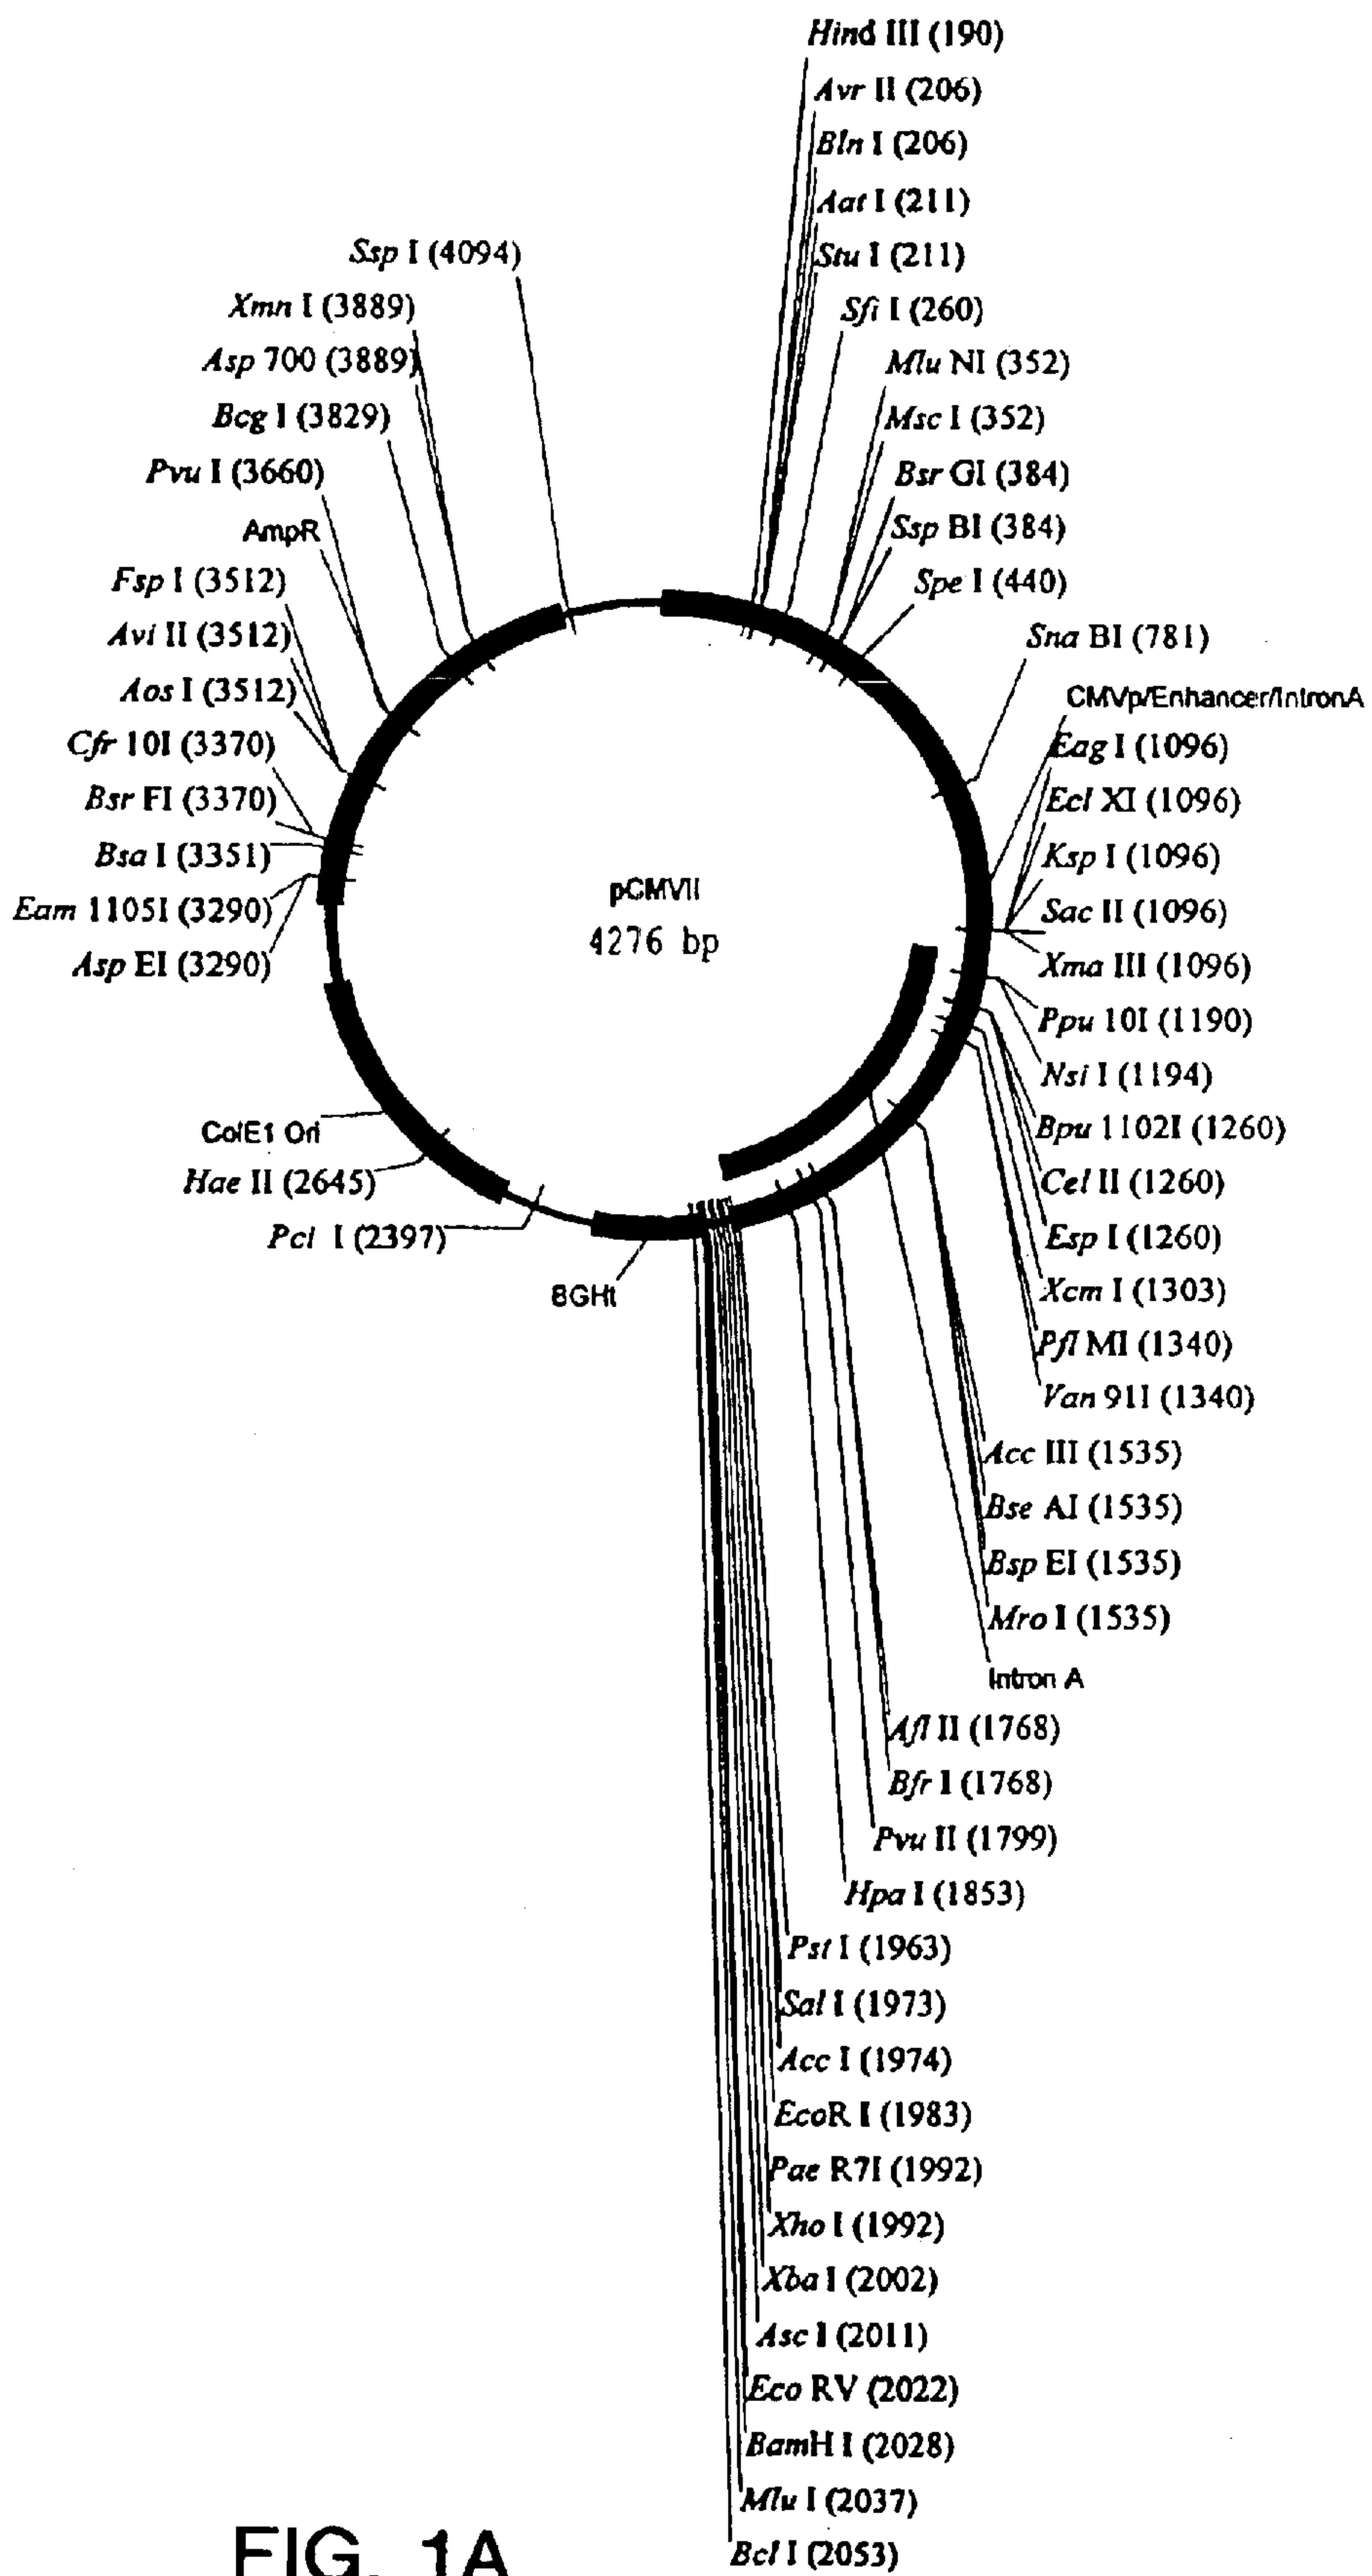 Hind III (190)
Avr II (206)
Bln I (206)
Aat I (211)
Stu I (211)
Sfi I (260)
Mlu NI (352)
Msc I (352)
Bsr GI (384)
Ssp BI (384)
Spe I (440)
Sna BI (781)
CMVp/Enhancer/IntronA
Eag I (1096)
Ecl XI (1096)
Ksp I (1096)
Sac II (1096)
Xma III (1096)
Ppu 10I (1190)
Nsi I (1194)
Bpu 1102I (1260)
Cel II (1260)
Esp I (1260)
Xcm I (1303)
Pfl MI (1340)
Van 91I (1340)
Acc III (1535)
Bse AI (1535)
Bsp EI (1535)
Mro I (1535)
Intron A
Afl II (1768)
Bfr I (1768)
Pvu II (1799)
Hpa I (1853)
Pst I (1963)
Sal I (1973)
Acc I (1974)
EcoR I (1983)
Pae R7I (1992)
Xho I (1992)
Xba I (2002)
Asc I (2011)
Eco RV (2022)
BamH I (2028)
Mlu I (2037)
Bcl I (2053)
BGHt
Pci I (2397)
Hae II (2645)
ColE1 Ori
Asp EI (3290)
Eam 1105I (3290)
Bsa I (3351)
Bsr FI (3370)
Cfr 10I (3370)
Aos I (3512)
Avi II (3512)
Fsp I (3512)
AmpR
Pvu I (3660)
Bcg I (3829)
Asp 700 (3889)
Xmn I (3889)
Ssp I (4094)
pCMVII
4276 bp
FIG. 1A